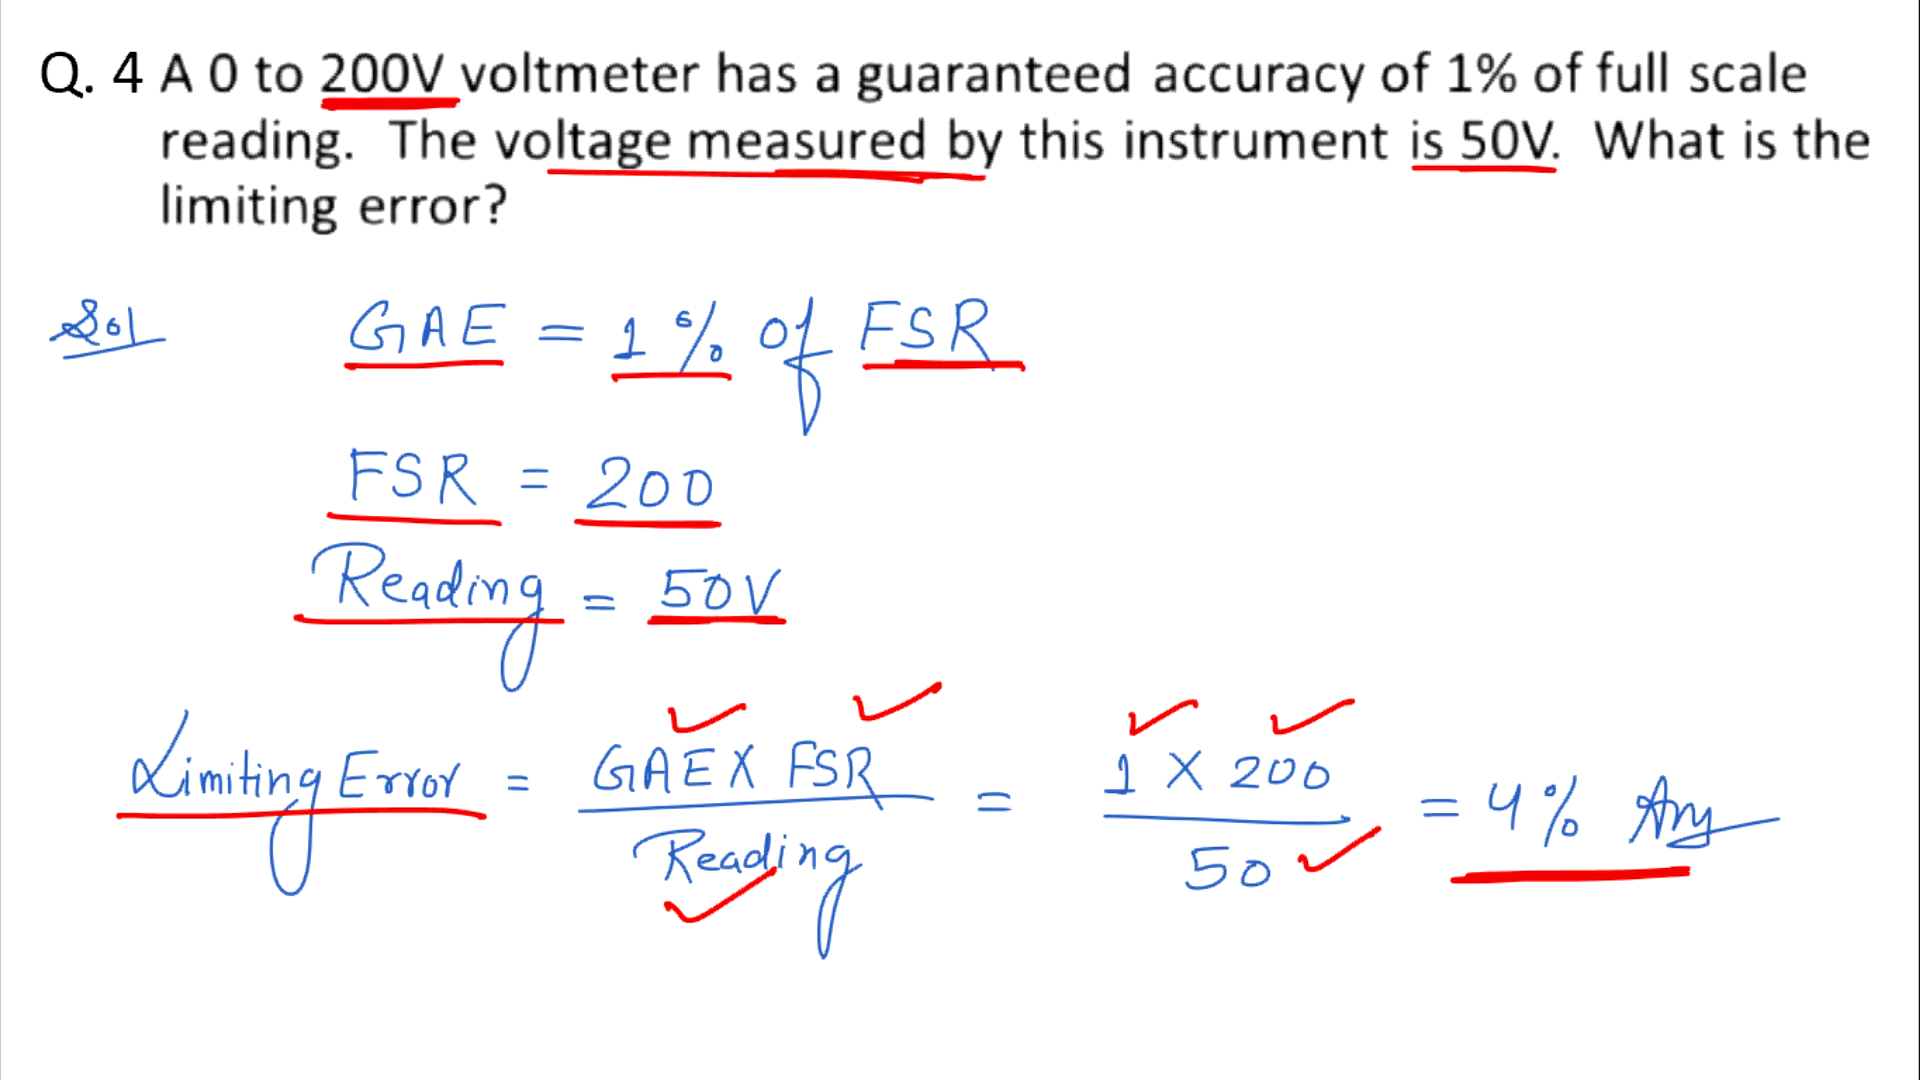 Q. 4 A 0 to 200V voltmeter has a guaranteed accuracy of 1% of full scale
reading. The voltage measured by this instrument is 50V. What is the
limiting error?
Sol GAE = 1% of FSR
FSR = 200
Reading = 50V
Limiting Error = GAE X FSR / Reading = 1 X 200 / 50 = 4% Ans